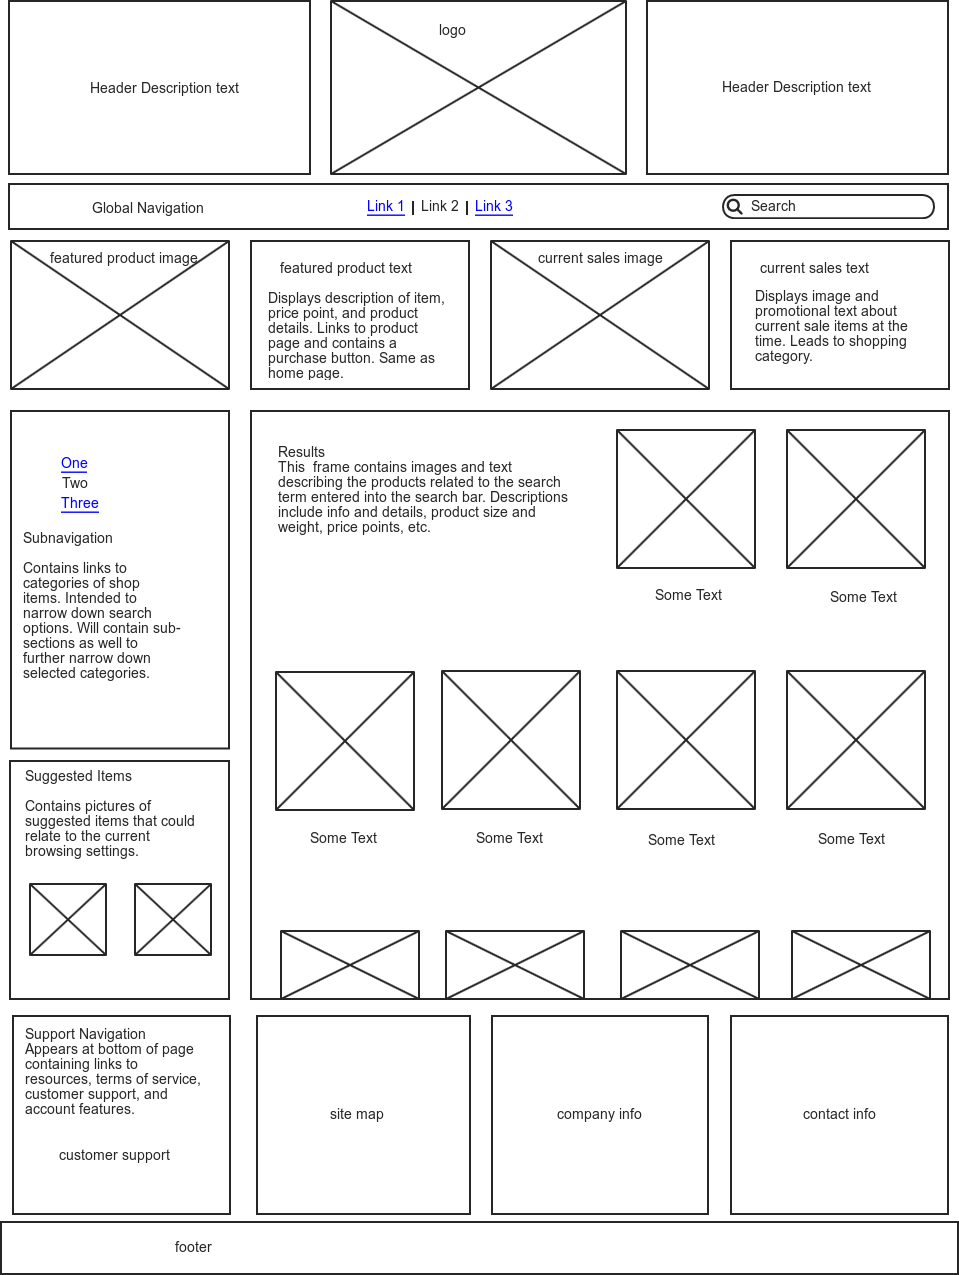 logo
Header Description text
Header Description text
Global Navigation
Link 1 | Link 2 | Link 3
Search
featured product image
featured product text
Displays description of item,
price point, and product
details. Links to product
page and contains a
purchase button. Same as
home page.
current sales image
current sales text
Displays image and
promotional text about
current sale items at the
time. Leads to shopping
category.
One
Two
Three
Subnavigation
Contains links to
categories of shop
items. Intended to
narrow down search
options. Will contain sub-
sections as well to
further narrow down
selected categories.
Results
This  frame contains images and text
describing the products related to the search
term entered into the search bar. Descriptions
include info and details, product size and
weight, price points, etc.
Some Text
Some Text
Some Text
Some Text
Some Text
Some Text
Suggested Items
Contains pictures of
suggested items that could
relate to the current
browsing settings.
Support Navigation
Appears at bottom of page
containing links to
resources, terms of service,
customer support, and
account features.
customer support
site map
company info
contact info
footer